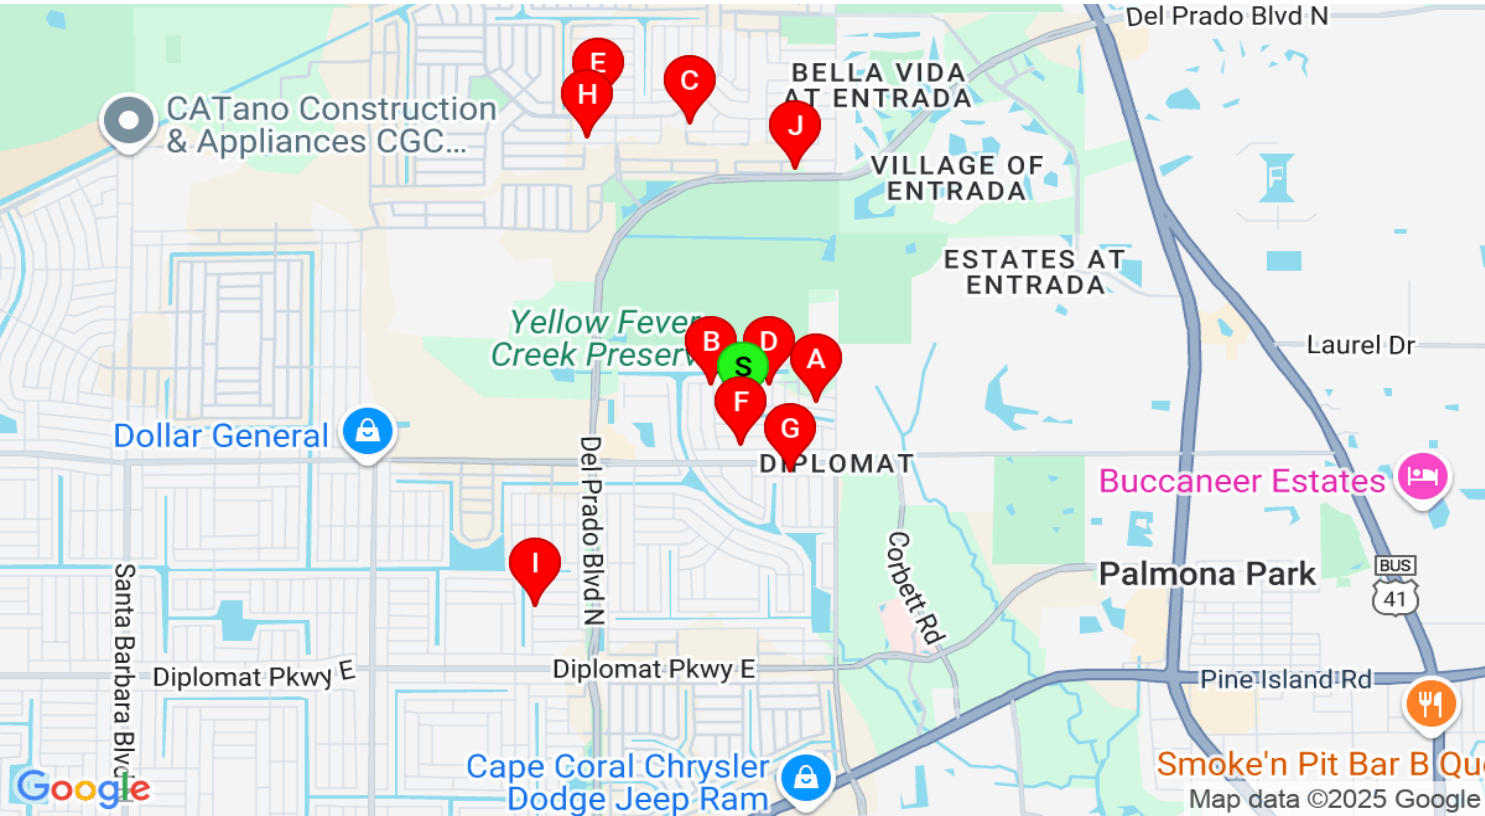 Del Prado Blvd N
E
C
H
BELLA VIDA
AT ENTRADA
CATano Construction
& Appliances CGC...
J
VILLAGE OF
ENTRADA
ESTATES AT
ENTRADA
Yellow Fever
Creek Preserv
B
D
A
S
Laurel Dr
F
G
Dollar General
DIPLOMAT
Del Prado Blvd N
Buccaneer Estates
I
Corbett Rd
Palmona Park
BUS
41
Santa Barbara Blvd
Diplomat Pkwy E
Diplomat Pkwy E
Pine Island Rd
Cape Coral Chrysler
Dodge Jeep Ram
Smoke'n Pit Bar B Qu
Google
Map data ©2025 Google